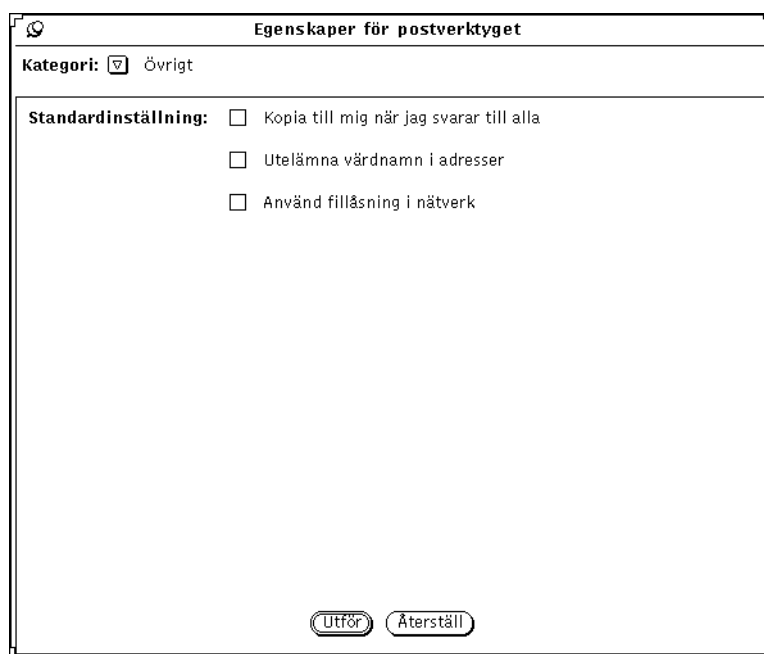 Egenskaper för postverktyget
Kategori: Övrigt
Standardinställning: Kopia till mig när jag svarar till alla
Utelämna värdnamn i adresser
Använd fillåsning i nätverk
Utför Återställ